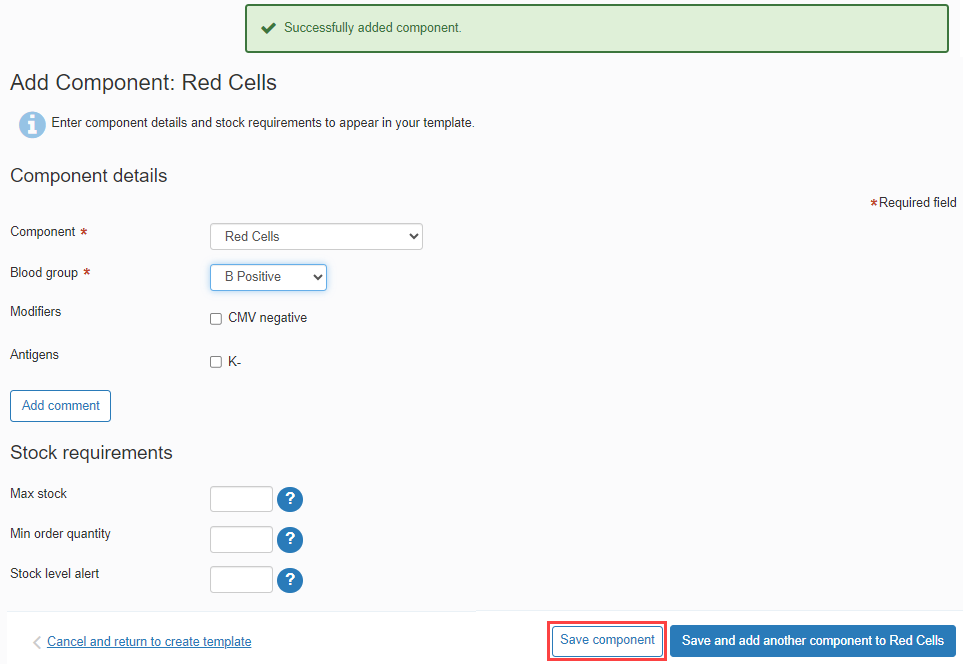 Successfully added component.
Add Component: Red Cells
Enter component details and stock requirements to appear in your template.
Component details
*Required field
Component *
Red Cells
Blood group *
B Positive
Modifiers
CMV negative
Antigens
K-
Add comment
Stock requirements
Max stock
?
Min order quantity
?
Stock level alert
?
Cancel and return to create template
Save component
Save and add another component to Red Cells